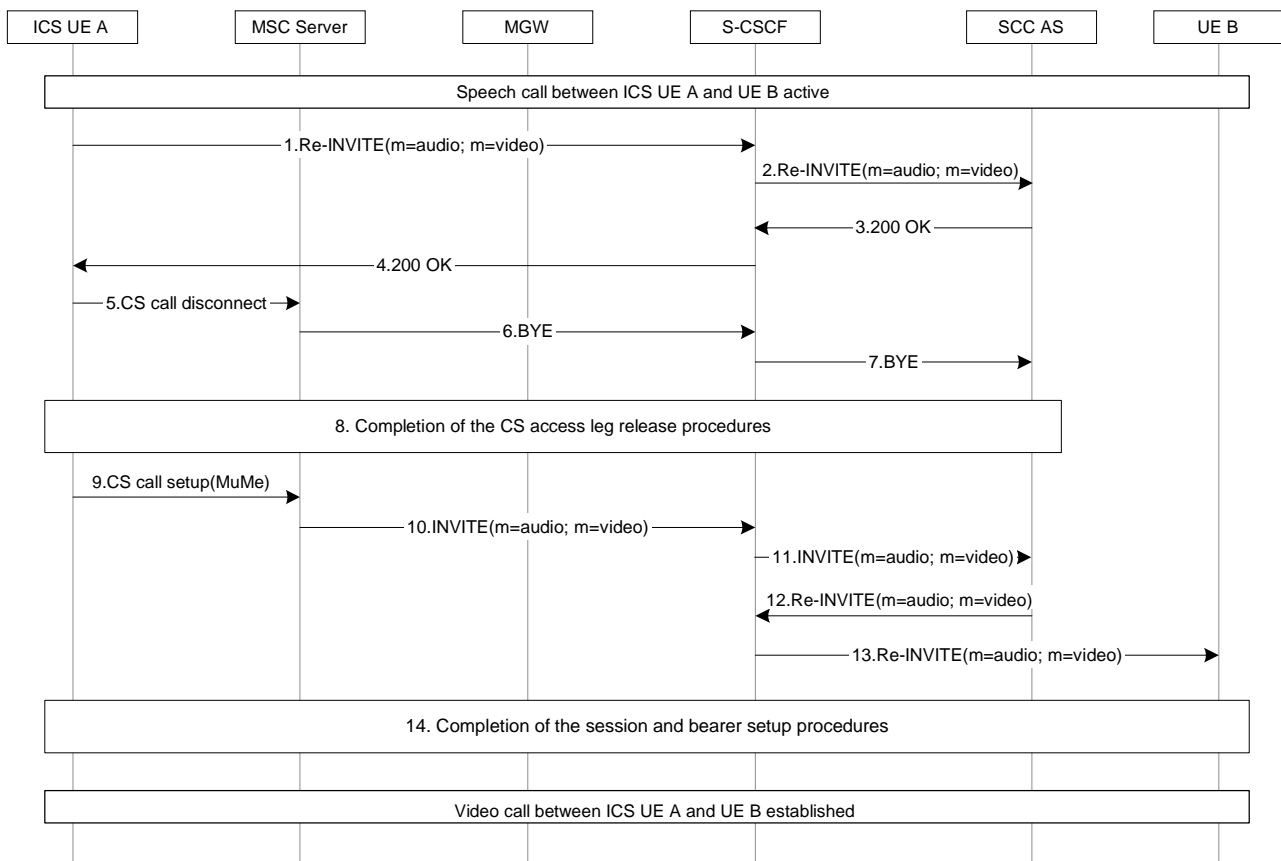 ICS UE A
MSC Server
MGW
S-CSCF
SCC AS
UE B
Speech call between ICS UE A and UE B active
1.Re-INVITE(m=audio; m=video)
2.Re-INVITE(m=audio; m=video)
3.200 OK
4.200 OK
5.CS call disconnect
6.BYE
7.BYE
8. Completion of the CS access leg release procedures
9.CS call setup(MuMe)
10.INVITE(m=audio; m=video)
11.INVITE(m=audio; m=video)
12.Re-INVITE(m=audio; m=video)
13.Re-INVITE(m=audio; m=video)
14. Completion of the session and bearer setup procedures
Video call between ICS UE A and UE B established